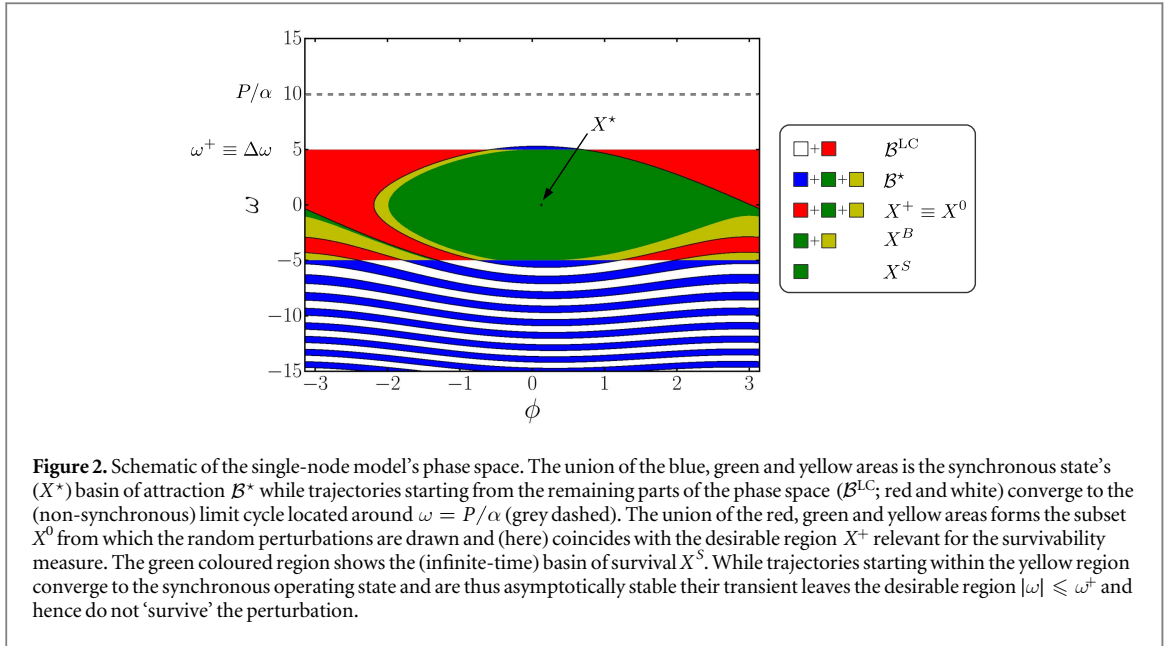 15
P/α 10
X⋆
ω⁺ ≡ Δω 5
0
ω
−5
−10
−15
−3 −2 −1 0 1 2 3
ϕ
+ 𝓑ᴸᶜ
+ + 𝓑⋆
+ + X⁺ ≡ X⁰
+ Xᴮ
Xˢ
Figure 2. Schematic of the single-node model's phase space. The union of the blue, green and yellow areas is the synchronous state's
(X⋆) basin of attraction 𝓑⋆ while trajectories starting from the remaining parts of the phase space (𝓑ᴸᶜ; red and white) converge to the
(non-synchronous) limit cycle located around ω = P/α (grey dashed). The union of the red, green and yellow areas forms the subset
X⁰ from which the random perturbations are drawn and (here) coincides with the desirable region X⁺ relevant for the survivability
measure. The green coloured region shows the (infinite-time) basin of survival Xˢ. While trajectories starting within the yellow region
converge to the synchronous operating state and are thus asymptotically stable their transient leaves the desirable region |ω| ⩽ ω⁺ and
hence do not 'survive' the perturbation.